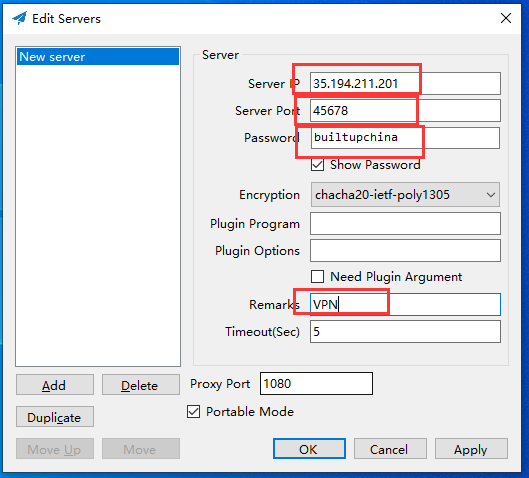 Edit Servers
New server
Server
Server IP 35.194.211.201
Server Port 45678
Password builtupchina
Show Password
Encryption chacha20-ietf-poly1305
Plugin Program
Plugin Options
Need Plugin Argument
Remarks VPN
Timeout(Sec) 5
Add Delete
Proxy Port 1080
Duplicate
Portable Mode
Move Up Move
OK Cancel Apply